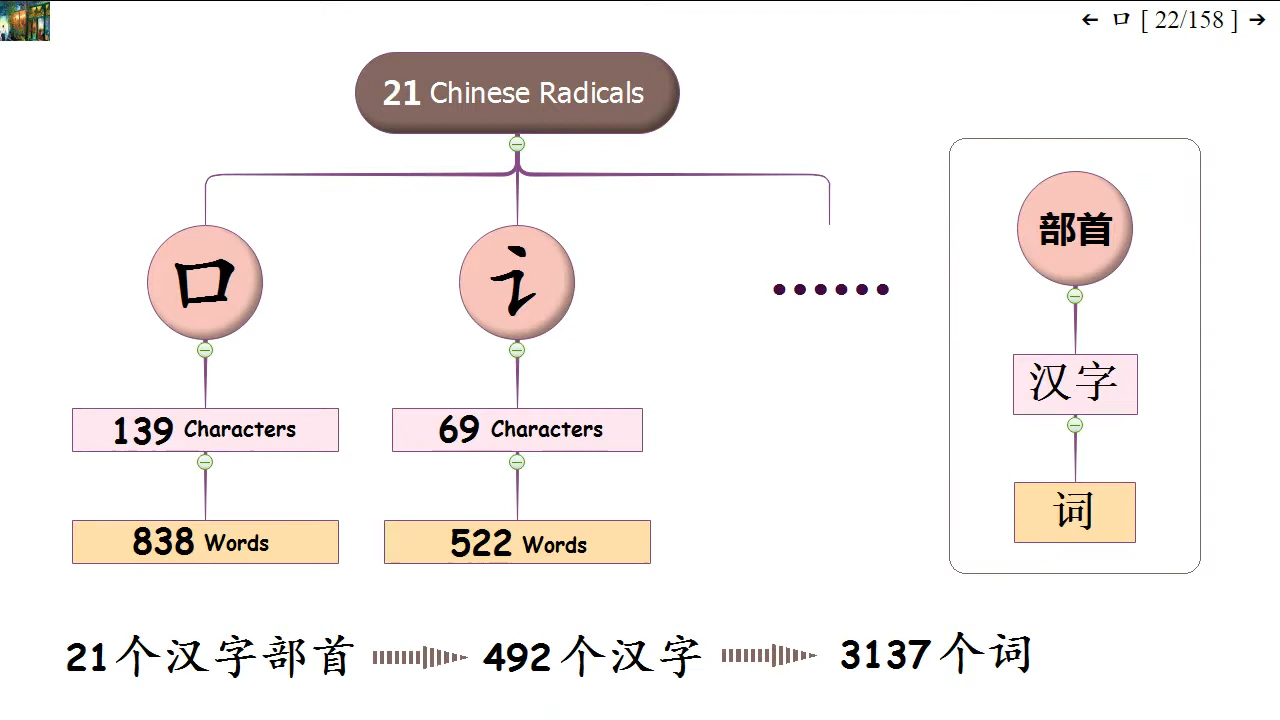 ← 口 [ 22/158 ] →
21 Chinese Radicals
口
讠
••••••
部首
139 Characters
69 Characters
汉字
838 Words
522 Words
词
21个汉字部首
492个汉字
3137个词